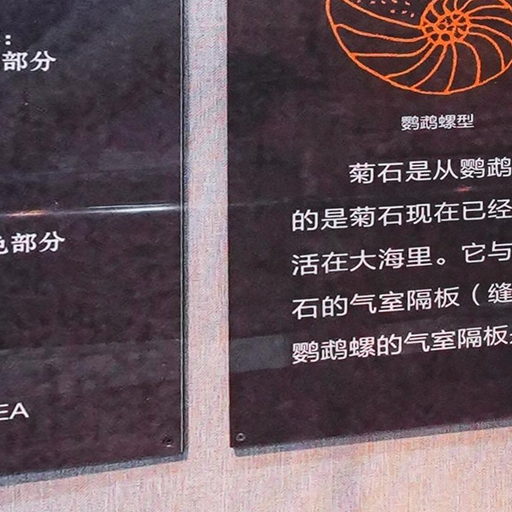 ：
部分
色部分
EA
鹦鹉螺型
菊石是从鹦鹉
的是菊石现在已经
活在大海里。它与
石的气室隔板（缝
鹦鹉螺的气室隔板